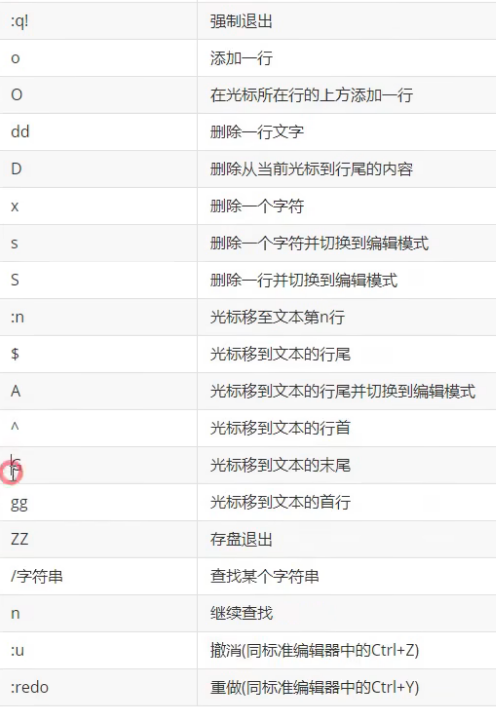 :q! 强制退出
o 添加一行
O 在光标所在行的上方添加一行
dd 删除一行文字
D 删除从当前光标到行尾的内容
x 删除一个字符
s 删除一个字符并切换到编辑模式
S 删除一行并切换到编辑模式
:n 光标移至文本第n行
$ 光标移到文本的行尾
A 光标移到文本的行尾并切换到编辑模式
^ 光标移到文本的行首
G 光标移到文本的末尾
gg 光标移到文本的首行
ZZ 存盘退出
/字符串 查找某个字符串
n 继续查找
:u 撤消(同标准编辑器中的Ctrl+Z)
:redo 重做(同标准编辑器中的Ctrl+Y)